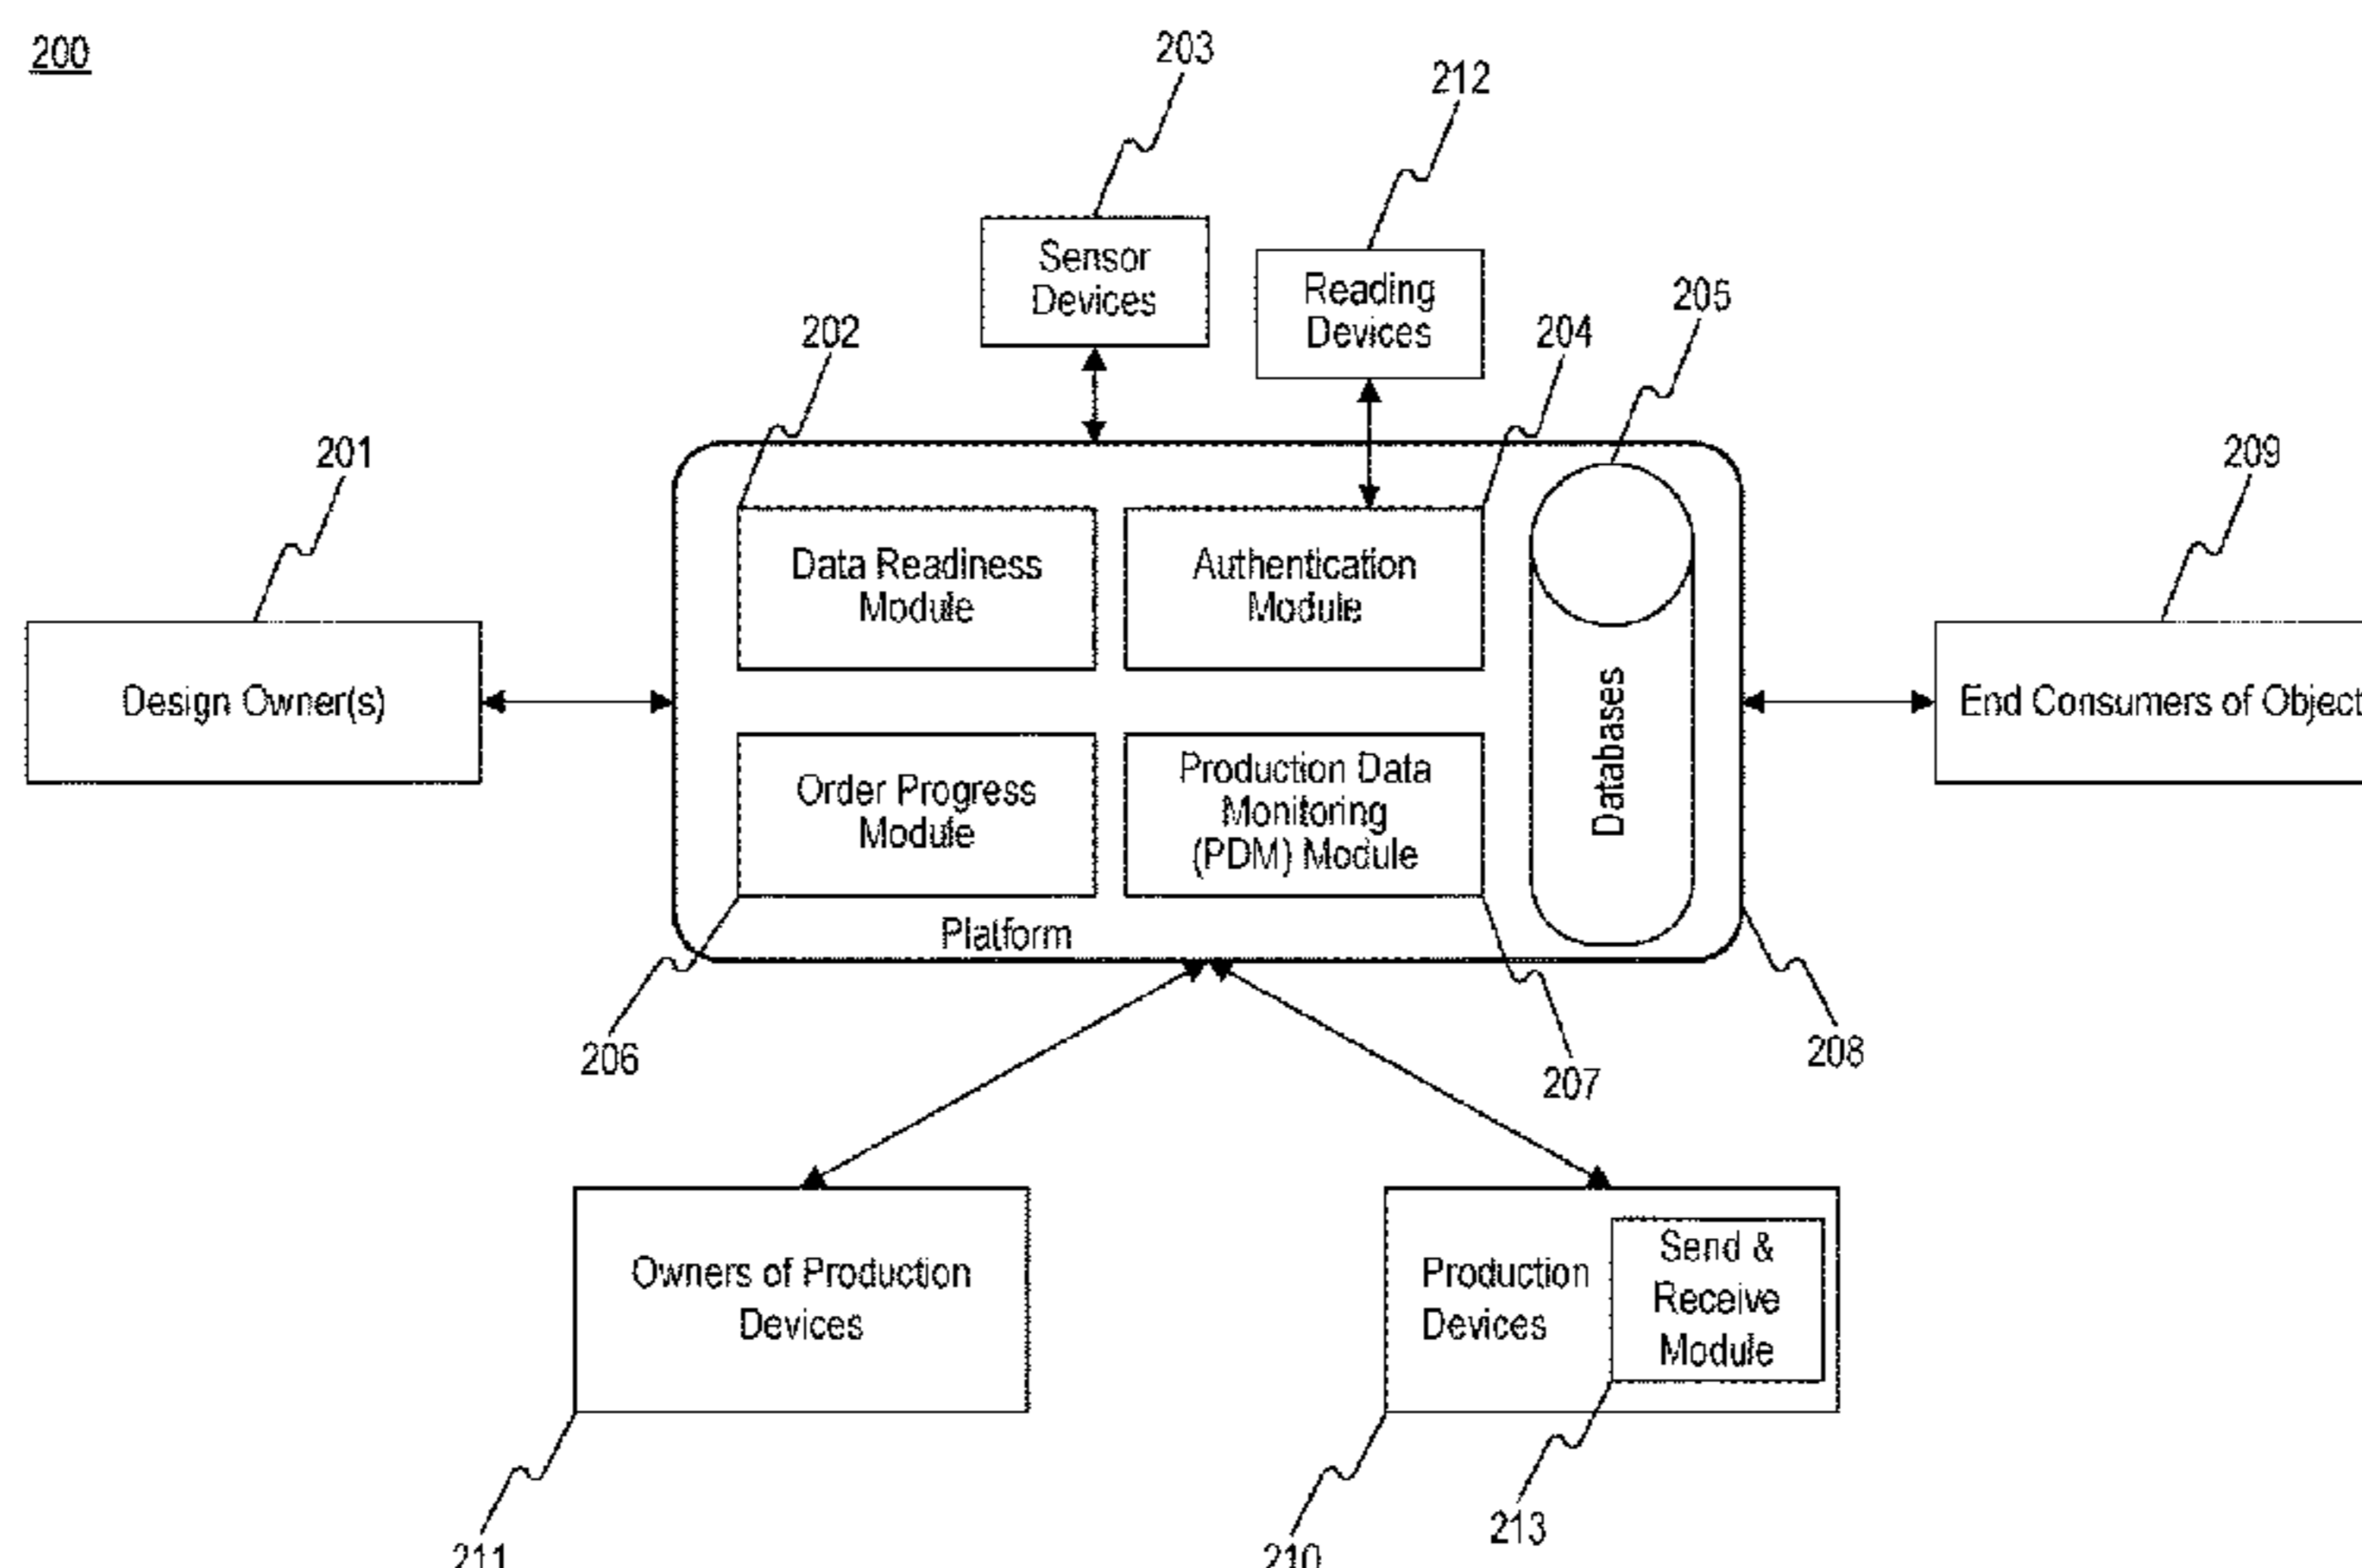 200
203
212
Sensor
Devices
Reading
Devices
205
202
204
201
209
Data Readiness
Module
Authentication
Module
Design Owner(s)
Databases
End Consumers of Object
Order Progress
Module
Production Data
Monitoring
(PDM) Module
Platform
206
207
208
Owners of Production
Devices
Production
Devices
Send &
Receive
Module
211
210
213